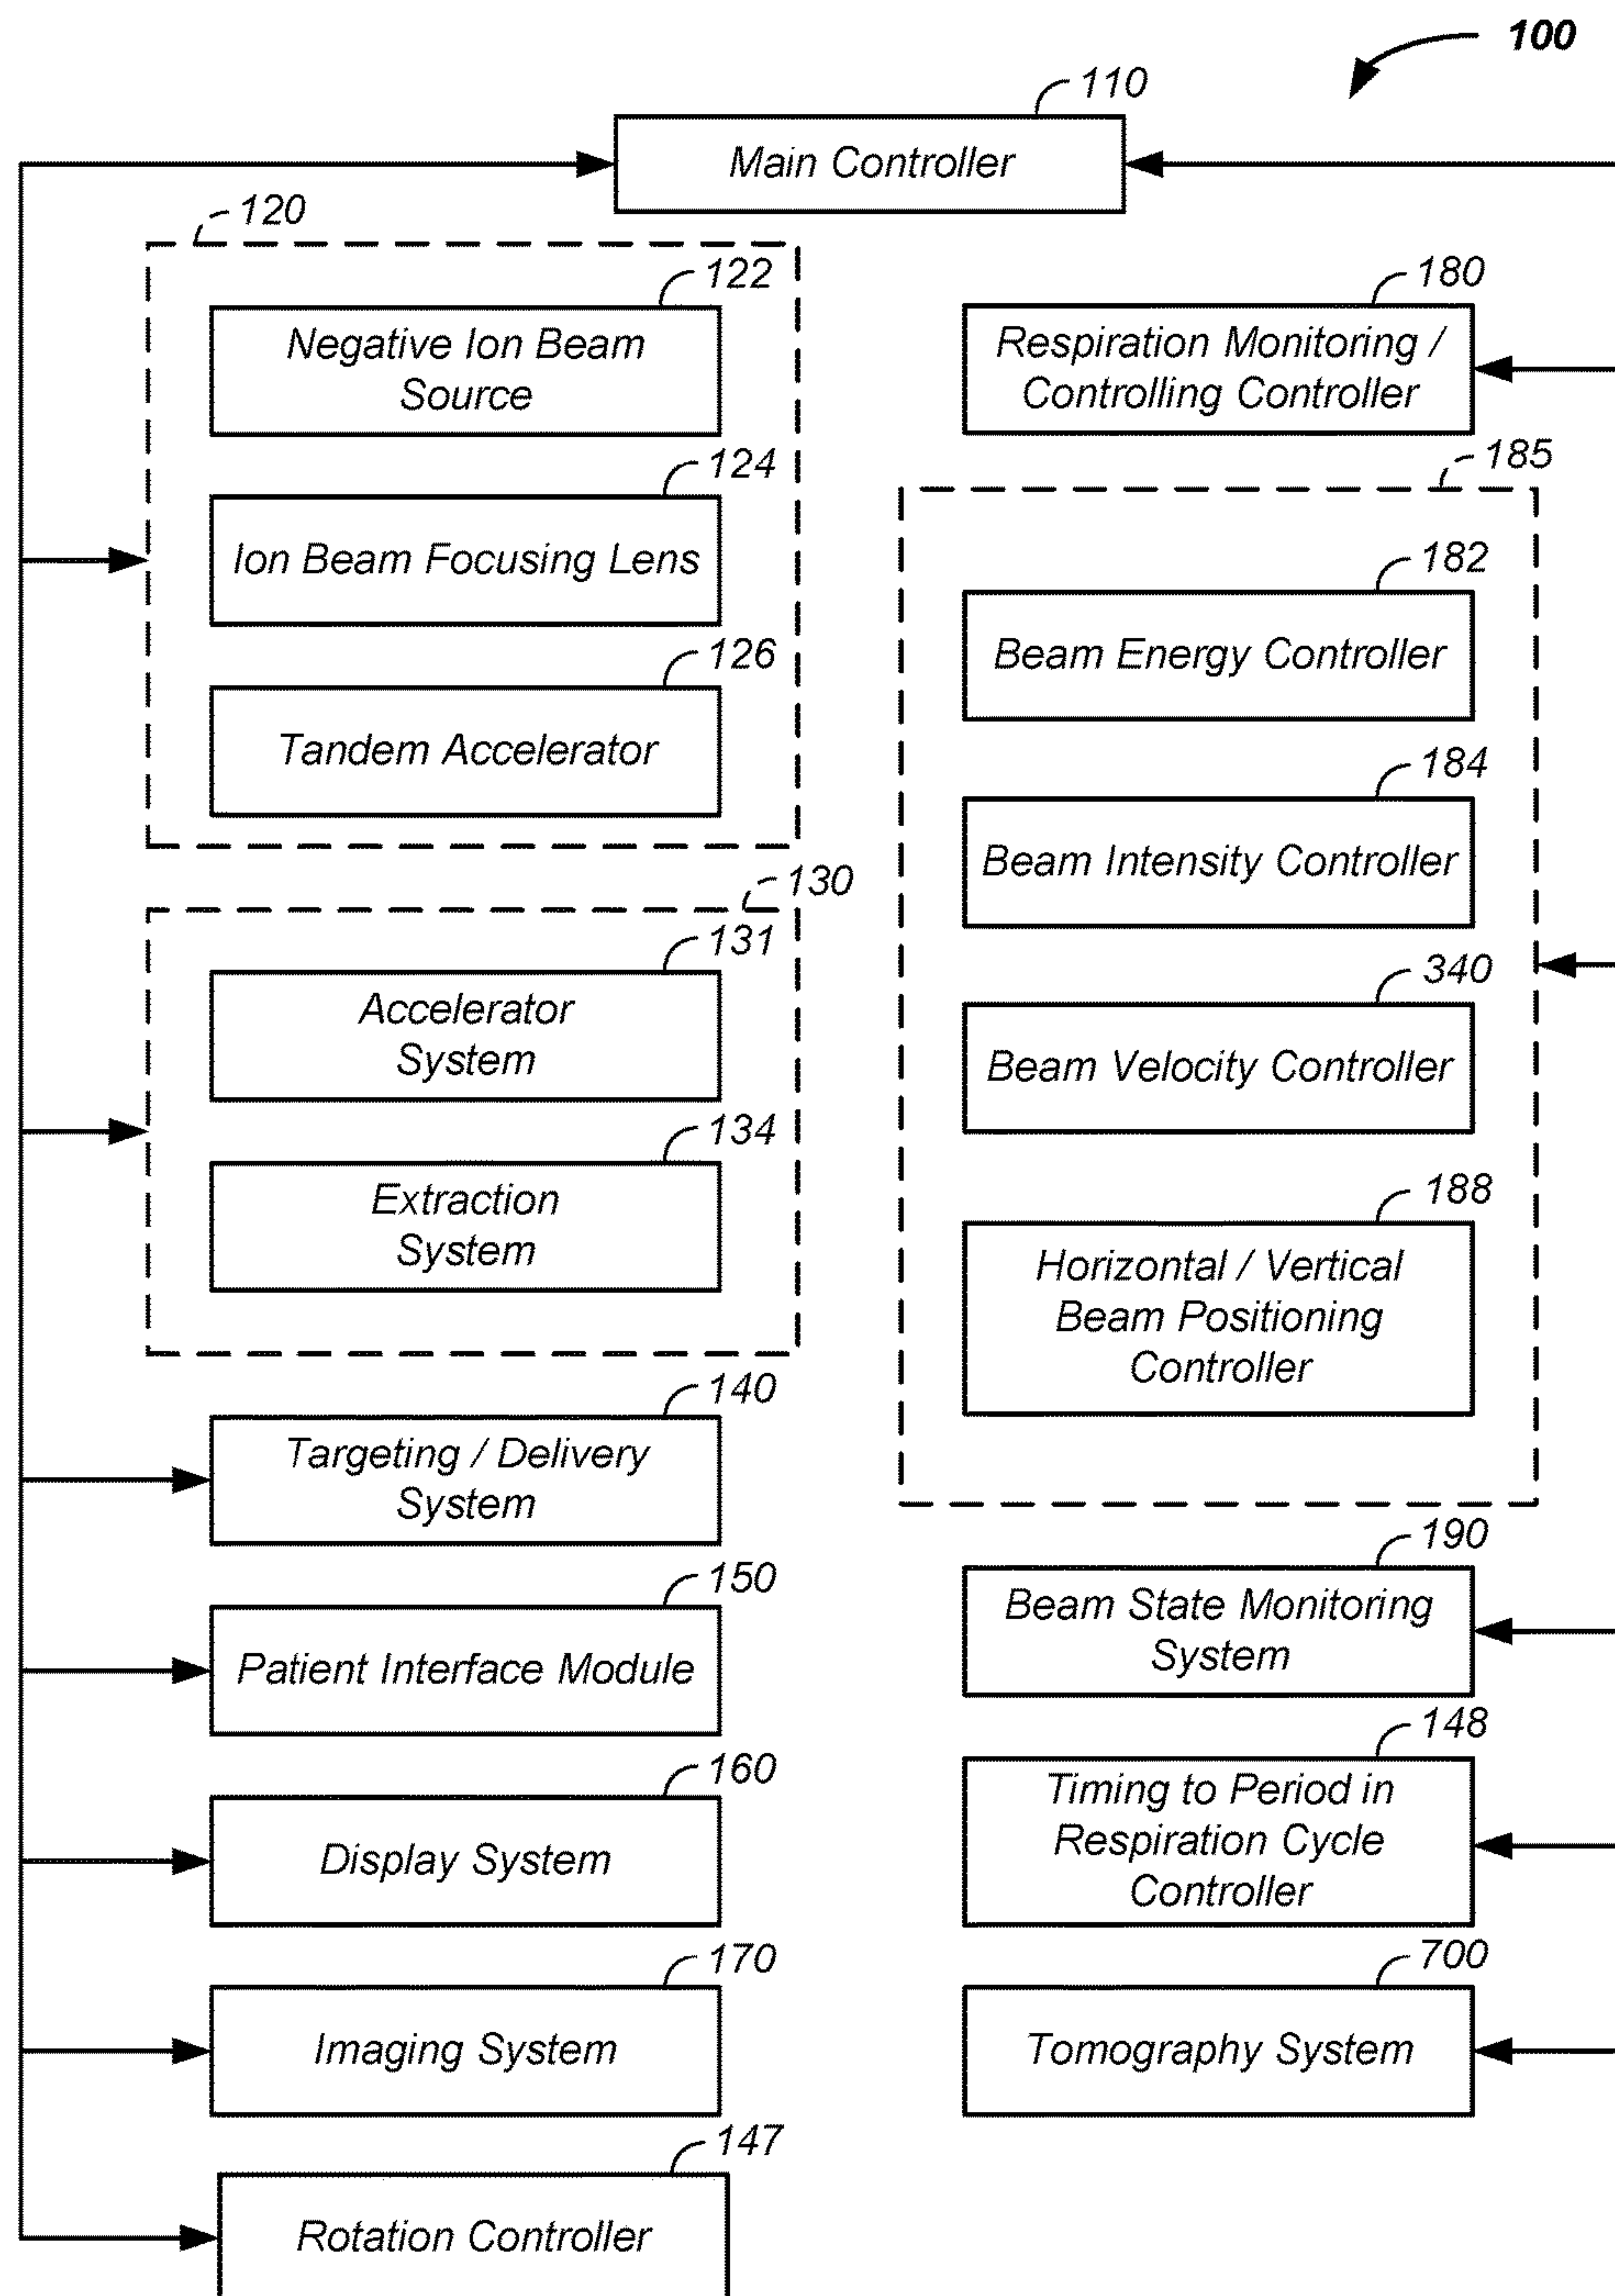 100
110
Main Controller
120
122
Negative Ion Beam
Source
124
Ion Beam Focusing Lens
126
Tandem Accelerator
130
131
Accelerator
System
134
Extraction
System
140
Targeting / Delivery
System
150
Patient Interface Module
160
Display System
170
Imaging System
147
Rotation Controller
180
Respiration Monitoring /
Controlling Controller
185
182
Beam Energy Controller
184
Beam Intensity Controller
340
Beam Velocity Controller
188
Horizontal / Vertical
Beam Positioning
Controller
190
Beam State Monitoring
System
148
Timing to Period in
Respiration Cycle
Controller
700
Tomography System